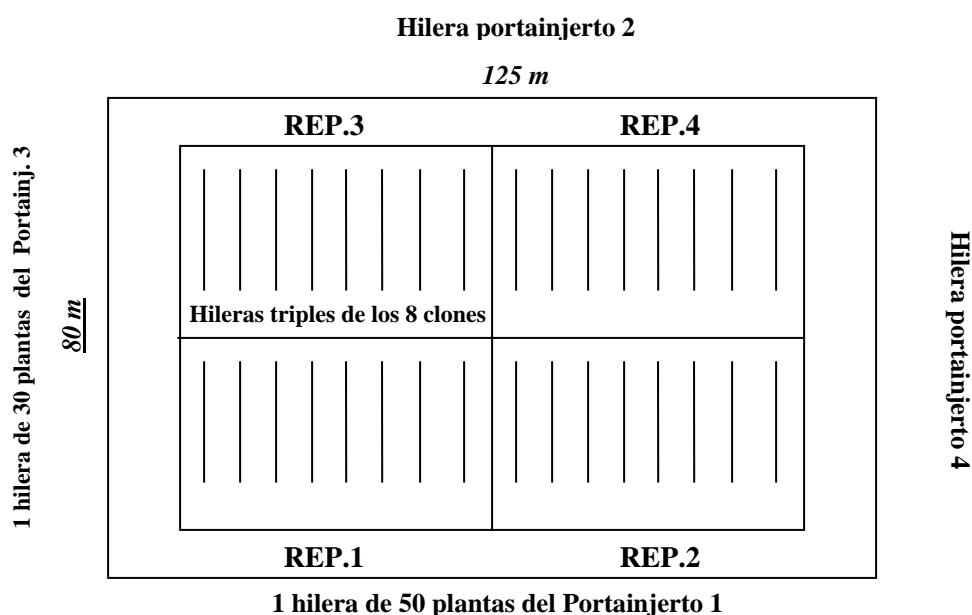 Hilera portainjerto 2
125 m
REP.3
REP.4
1 hilera de 30 plantas del Portainj. 3
80 m
Hileras triples de los 8 clones
Hilera portainjerto 4
REP.1
REP.2
1 hilera de 50 plantas del Portainjerto 1